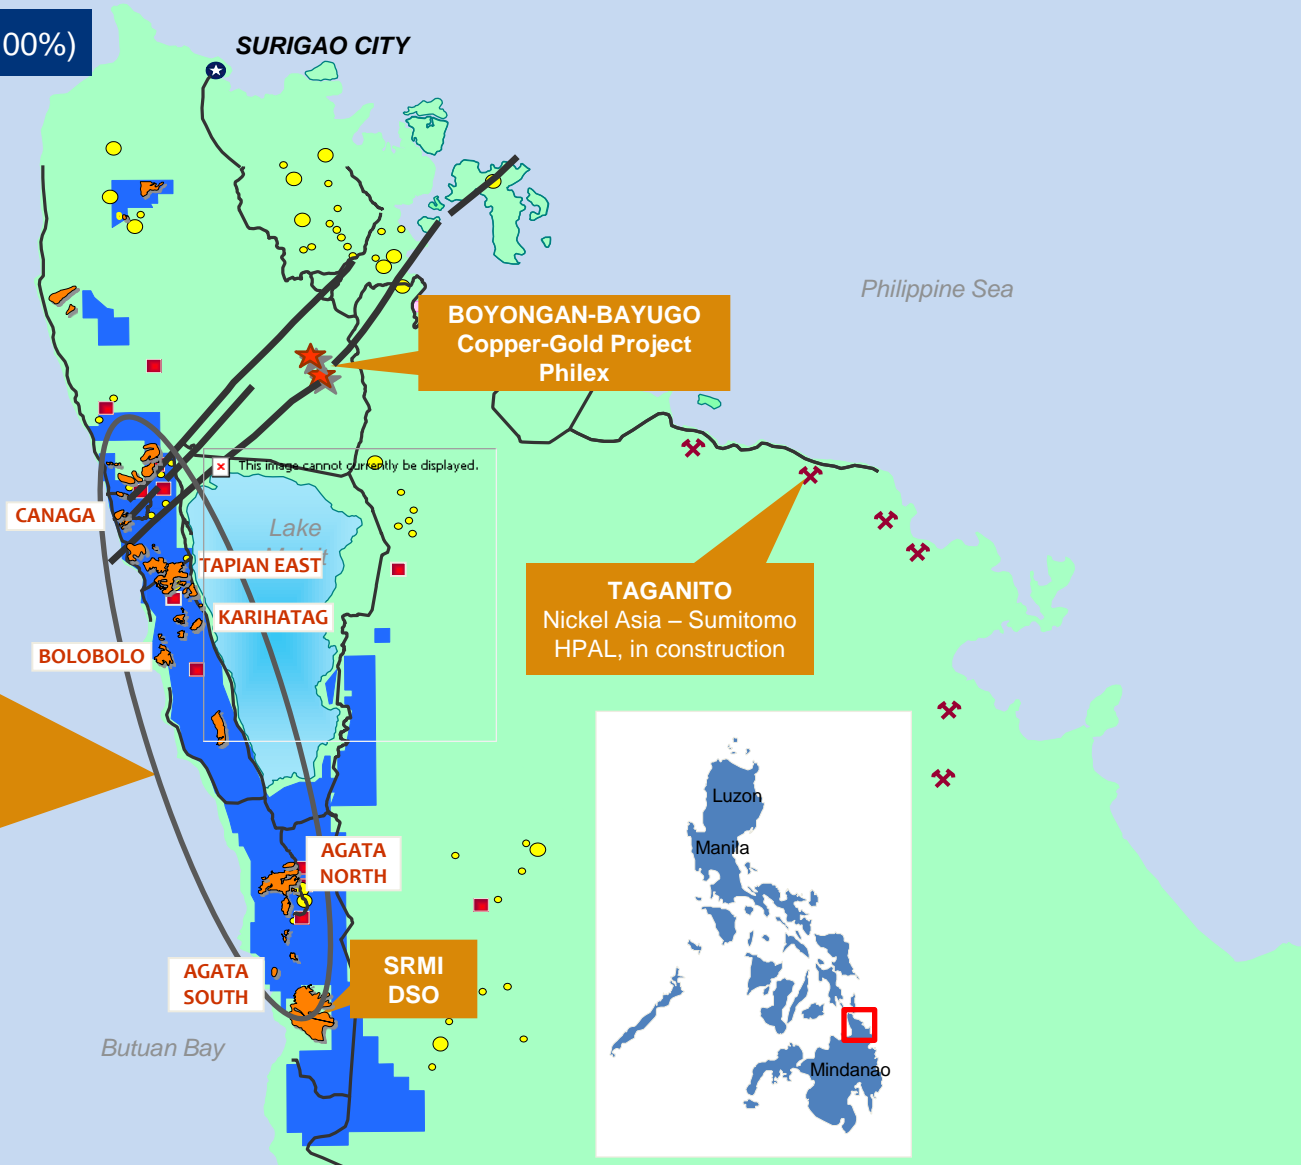 00%)
SURIGAO CITY
Philippine Sea
BOYONGAN-BAYUGO
Copper-Gold Project
Philex
This image cannot currently be displayed.
CANAGA
Lake
TAPIAN EAST
KARIHATAG
BOLOBOLO
TAGANITO
Nickel Asia – Sumitomo
HPAL, in construction
Luzon
Manila
Mindanao
AGATA
NORTH
AGATA
SOUTH
SRMI
DSO
Butuan Bay